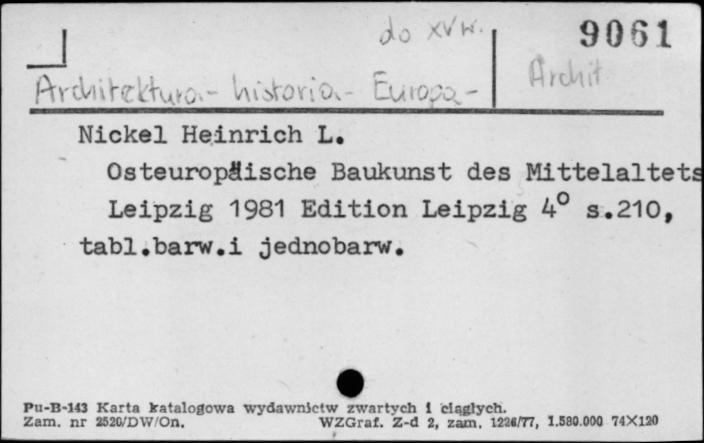 do XV w.
9061
Architektura - historia - Europa -
Archit
Nickel Heinrich L.
Osteuropäische Baukunst des Mittelaltets
Leipzig 1981 Edition Leipzig 4° s.210,
tabl.barw.i jednobarw.
Pu-B-143 Karta katalogowa wydawnictw zwartych i ciągłych.
Zam. nr 2520/DW/On. WZGraf. Z-d 2, zam. 1226/77, 1.580.000 74X120